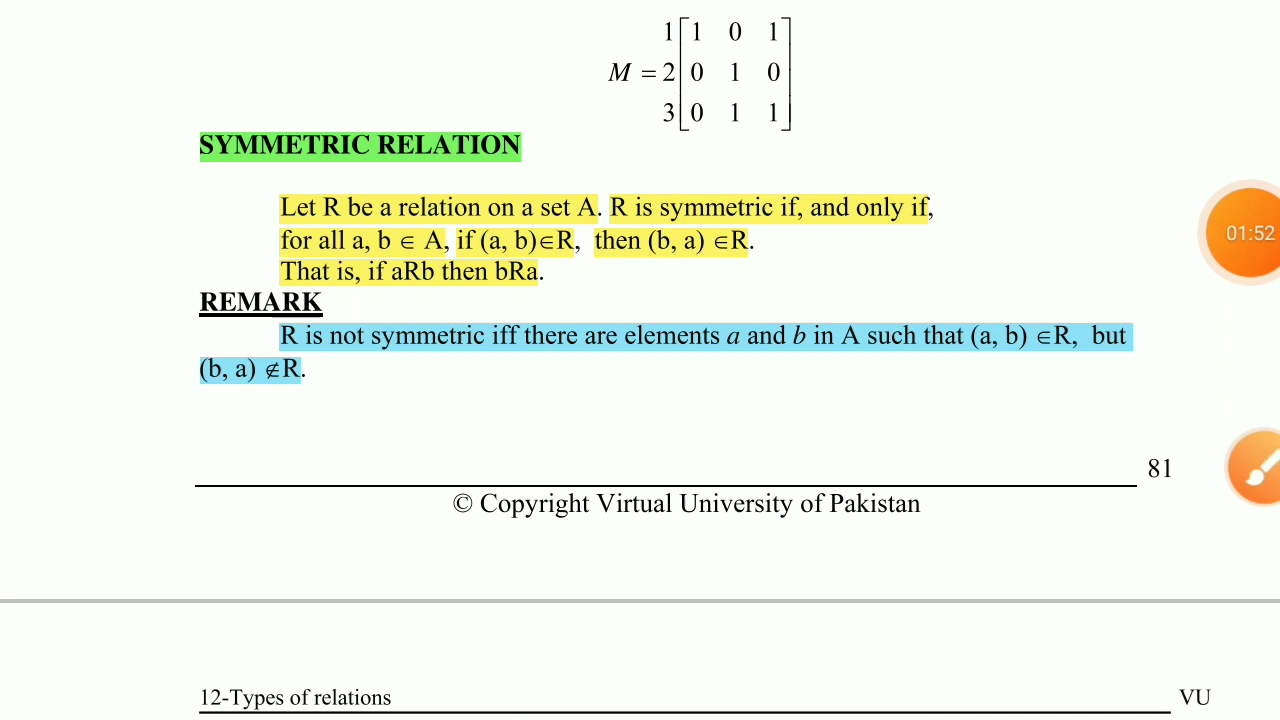 1 1 0 1
M = 2 0 1 0
3 0 1 1
SYMMETRIC RELATION
Let R be a relation on a set A. R is symmetric if, and only if,
for all a, b ∈ A, if (a, b)∈R, then (b, a) ∈R.
That is, if aRb then bRa.
REMARK
R is not symmetric iff there are elements a and b in A such that (a, b) ∈R, but
(b, a) ∉R.
01:52
81
© Copyright Virtual University of Pakistan
12-Types of relations VU